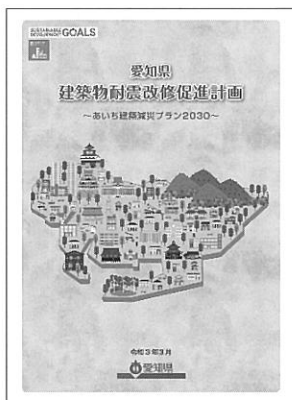 SUSTAINABLE
DEVELOPMENT GOALS
愛知県
建築物耐震改修促進計画
~あいち建築減災プラン2030~
令和3年3月
愛知県